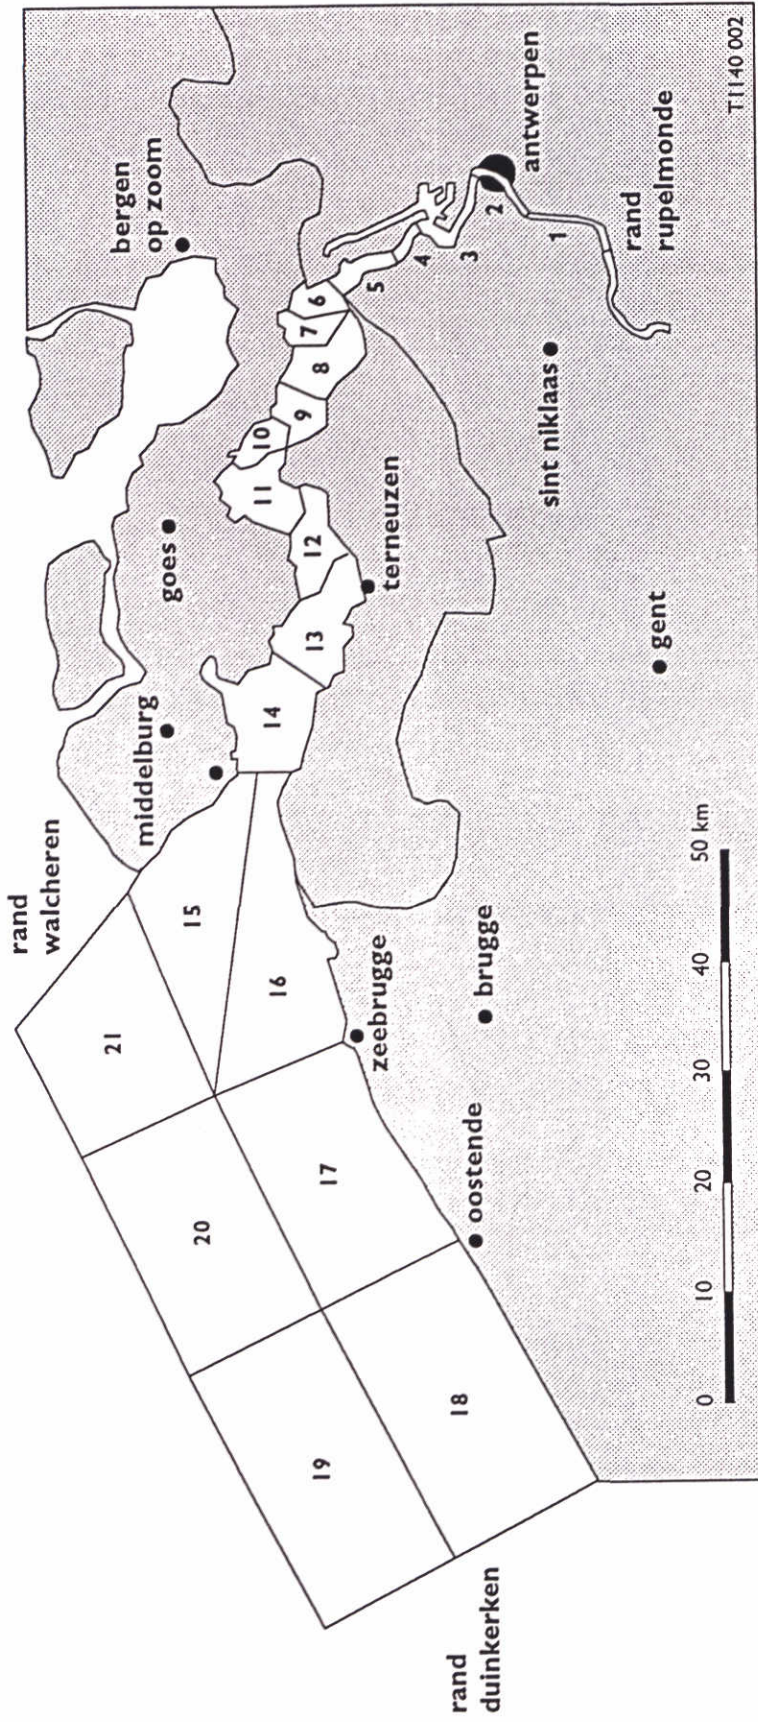 rand
walcheren
bergen
op zoom
middelburg
goes
21
15
14
11
10
7
6
20
16
13
12
9
8
5
4
3
2
1
antwerpen
19
17
18
zeebrugge
terneuzen
rand
duinkerken
oostende
brugge
sint niklaas
gent
rand
rupelmonde
0
10
20
30
40
50 km
T1140 002